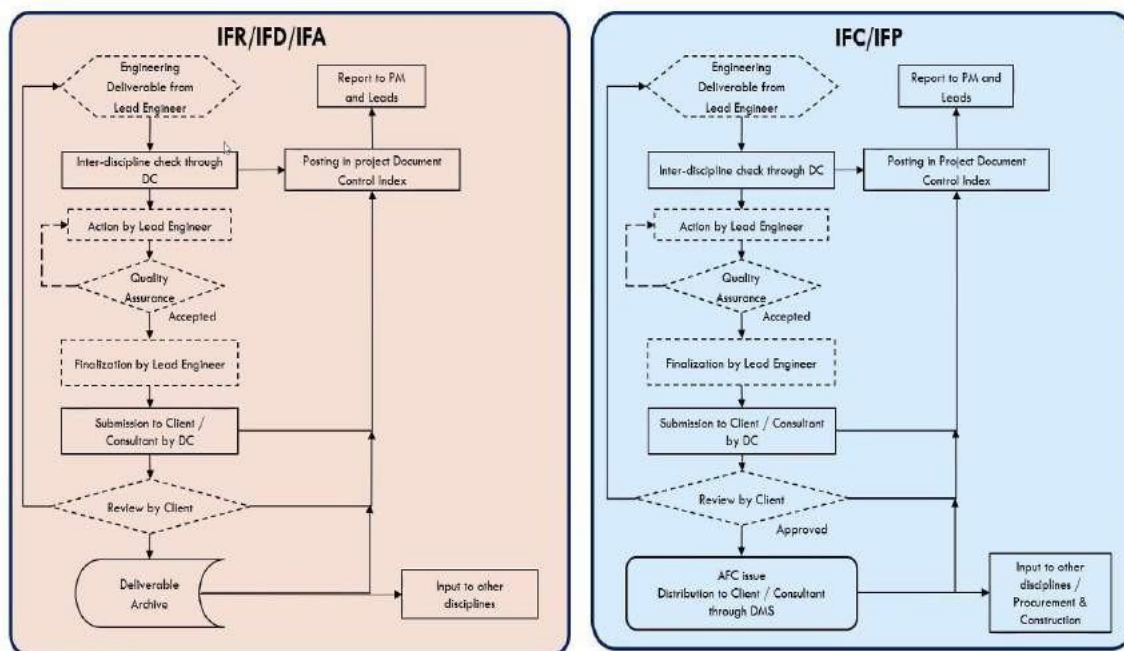 IFR/IFD/IFA
Engineering
Deliverable from
Lead Engineer
Report to PM
and Leads
Inter-discipline check through
DC
Posting in project Document
Control Index
Action by Lead Engineer
Quality
Assurance
Accepted
Finalization by Lead Engineer
Submission to Client /
Consultant by DC
Review by Client
Deliverable
Archive
Input to other
disciplines
IFC/IFP
Engineering
Deliverable from
Lead Engineer
Report to PM and
Leads
Inter-discipline check through DC
Posting in Project Document
Control Index
Action by Lead Engineer
Quality
Assurance
Accepted
Finalization by Lead Engineer
Submission to Client / Consultant
by DC
Review by Client
Approved
AFC issue
Distribution to Client / Consultant
through DMS
Input to other
disciplines /
Procurement &
Construction